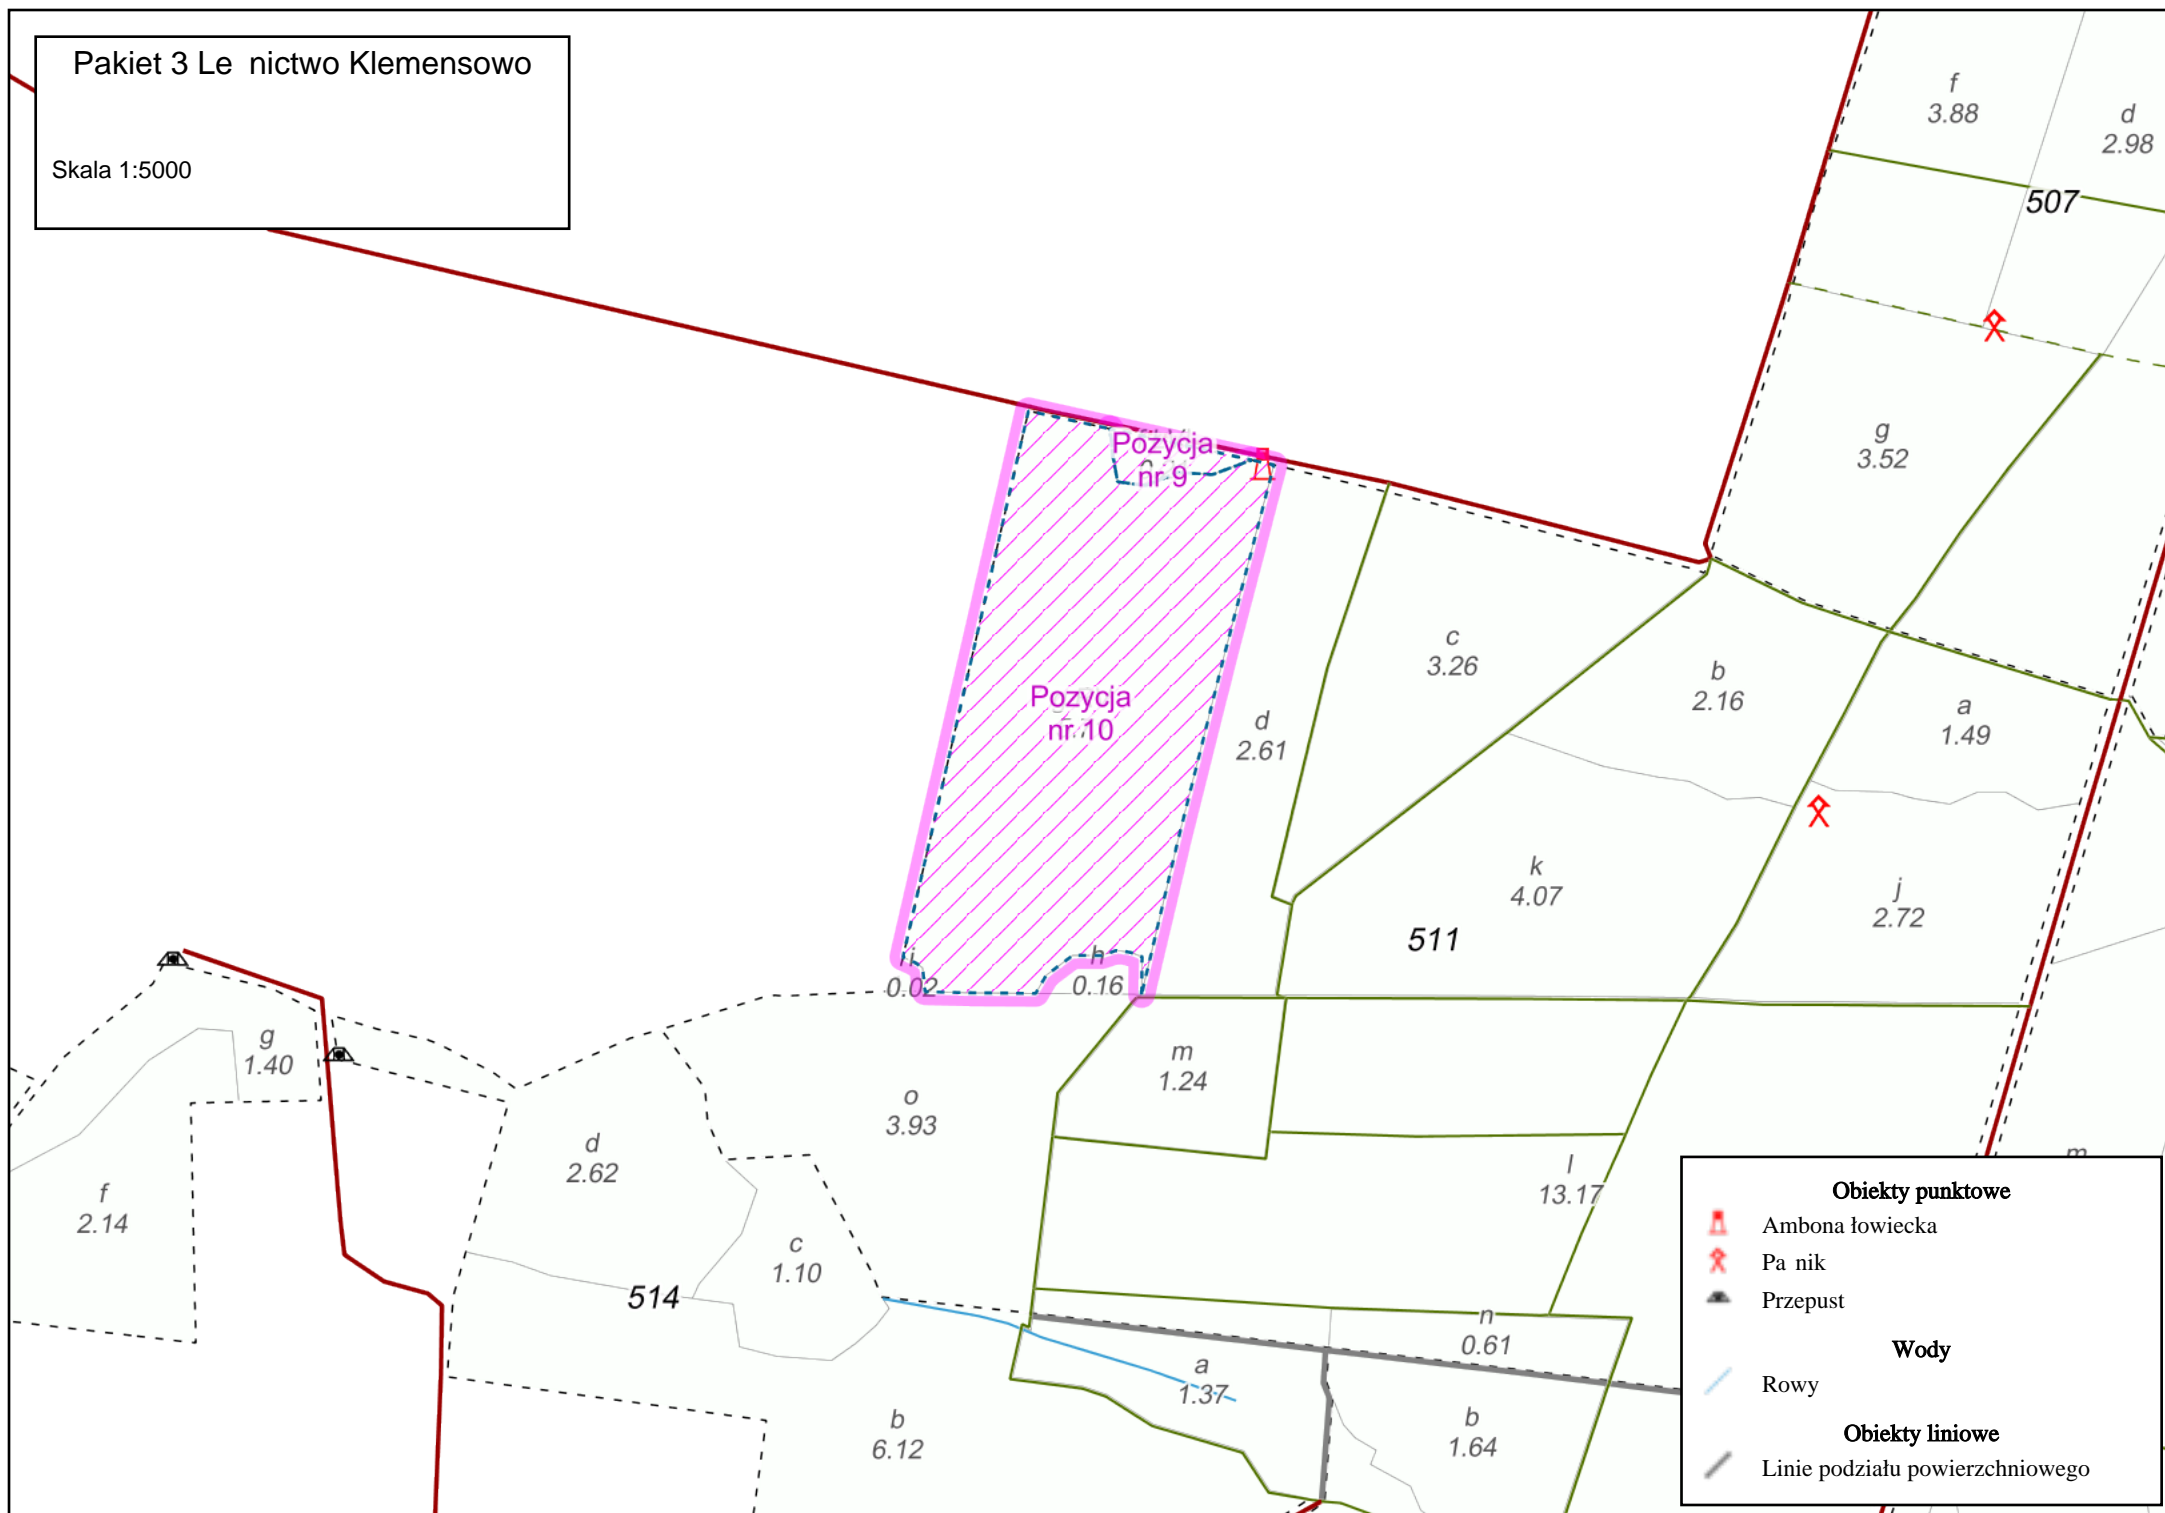 Pakiet 3 Le nictwo Klemensowo
Skala 1:5000
f
3.88
d
2.98
507
g
3.52
Pozycja
nr 9
c
3.26
b
2.16
a
1.49
d
2.61
Pozycja
nr 10
k
4.07
j
2.72
511
i
0.02
h
0.16
g
1.40
m
1.24
o
3.93
d
2.62
f
2.14
l
13.17
c
1.10
514
n
0.61
a
1.37
b
6.12
b
1.64
m
Obiekty punktowe
Ambona łowiecka
Pa nik
Przepust
Wody
Rowy
Obiekty liniowe
Linie podziału powierzchniowego